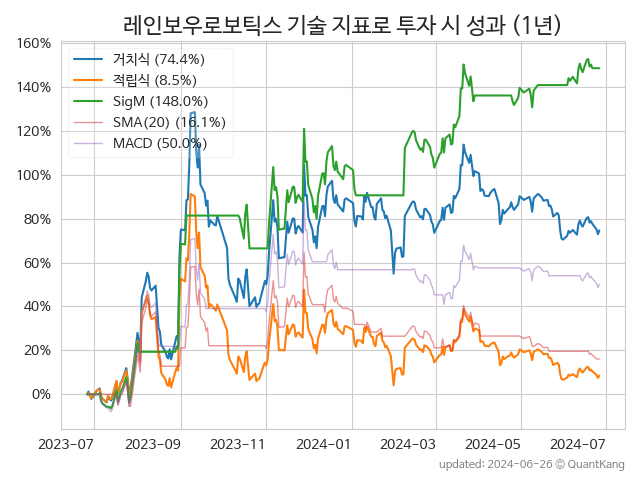 레인보우로보틱스 기술 지표로 투자 시 성과 (1년)
160%
140%
120%
100%
80%
60%
40%
20%
0%
거치식 (74.4%)
적립식 (8.5%)
SigM (148.0%)
SMA(20) (16.1%)
MACD (50.0%)
2023-07
2023-09
2023-11
2024-01
2024-03
2024-05
2024-07
updated: 2024-06-26 ⓒ QuantKang